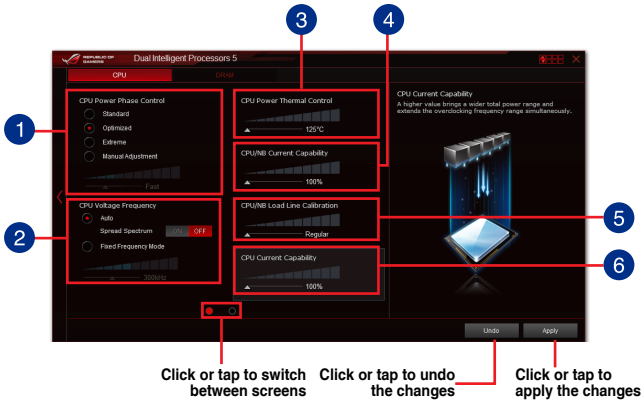 3
4
REPUBLIC OF
GAMERS
Dual Intelligent Processors 5
CPU
DRAM
1
CPU Power Phase Control
Standard
Optimized
Extreme
Manual Adjustment
Fast
2
CPU Voltage Frequency
Auto
Spread Spectrum
ON OFF
Fixed Frequency Mode
300kHz
CPU Power Thermal Control
125°C
CPU/NB Current Capability
100%
CPU/NB Load Line Calibration
Regular
5
CPU Current Capability
100%
6
CPU Current Capability
A higher value brings a wider total power range and
extends the overclocking frequency range simultaneously.
Undo
Apply
Click or tap to switch
between screens
Click or tap to undo
the changes
Click or tap to
apply the changes